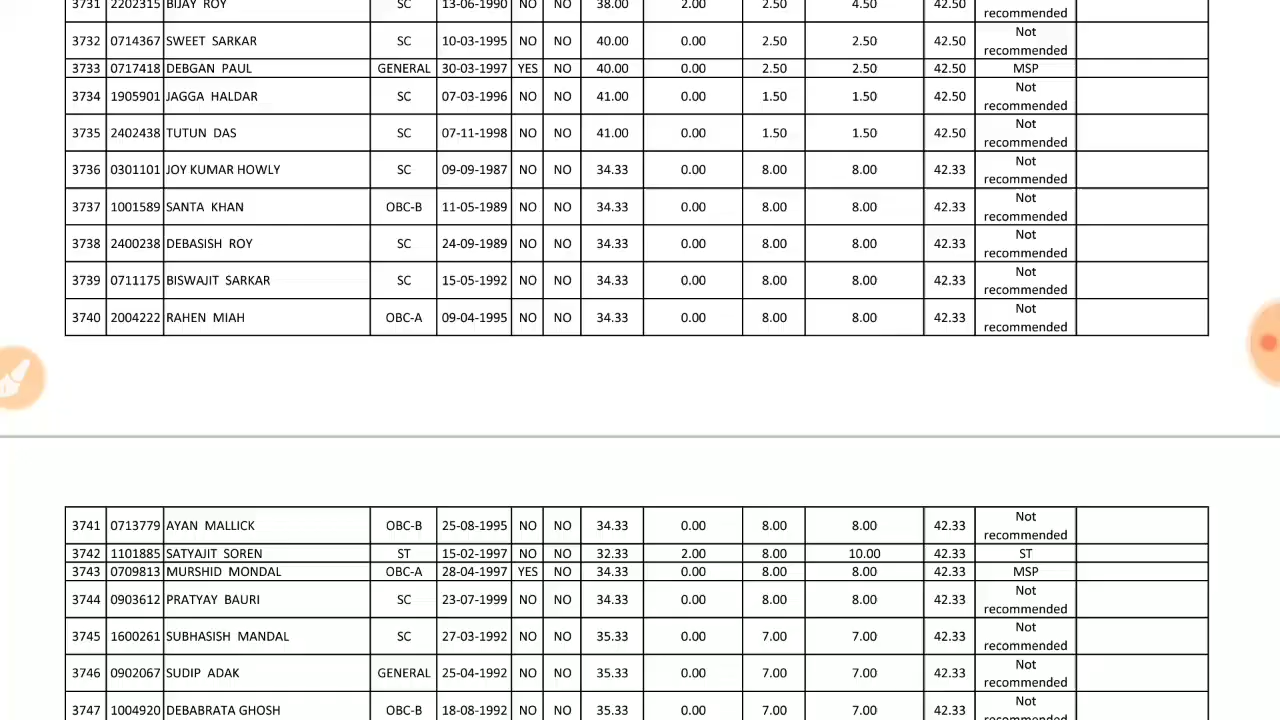 3731 2202315 BIJAY ROY SC 13-06-1990 NO NO 38.00 2.00 2.50 4.50 42.50 recommended
3732 0714367 SWEET SARKAR SC 10-03-1995 NO NO 40.00 0.00 2.50 2.50 42.50 Not recommended
3733 0717418 DEBGAN PAUL GENERAL 30-03-1997 YES NO 40.00 0.00 2.50 2.50 42.50 MSP
3734 1905901 JAGGA HALDAR SC 07-03-1996 NO NO 41.00 0.00 1.50 1.50 42.50 Not recommended
3735 2402438 TUTUN DAS SC 07-11-1998 NO NO 41.00 0.00 1.50 1.50 42.50 Not recommended
3736 0301101 JOY KUMAR HOWLY SC 09-09-1987 NO NO 34.33 0.00 8.00 8.00 42.33 Not recommended
3737 1001589 SANTA KHAN OBC-B 11-05-1989 NO NO 34.33 0.00 8.00 8.00 42.33 Not recommended
3738 2400238 DEBASISH ROY SC 24-09-1989 NO NO 34.33 0.00 8.00 8.00 42.33 Not recommended
3739 0711175 BISWAJIT SARKAR SC 15-05-1992 NO NO 34.33 0.00 8.00 8.00 42.33 Not recommended
3740 2004222 RAHEN MIAH OBC-A 09-04-1995 NO NO 34.33 0.00 8.00 8.00 42.33 Not recommended
3741 0713779 AYAN MALLICK OBC-B 25-08-1995 NO NO 34.33 0.00 8.00 8.00 42.33 Not recommended
3742 1101885 SATYAJIT SOREN ST 15-02-1997 NO NO 32.33 2.00 8.00 10.00 42.33 ST
3743 0709813 MURSHID MONDAL OBC-A 28-04-1997 YES NO 34.33 0.00 8.00 8.00 42.33 MSP
3744 0903612 PRATYAY BAURI SC 23-07-1999 NO NO 34.33 0.00 8.00 8.00 42.33 Not recommended
3745 1600261 SUBHASISH MANDAL SC 27-03-1992 NO NO 35.33 0.00 7.00 7.00 42.33 Not recommended
3746 0902067 SUDIP ADAK GENERAL 25-04-1992 NO NO 35.33 0.00 7.00 7.00 42.33 Not recommended
3747 1004920 DEBABRATA GHOSH OBC-B 18-08-1992 NO NO 35.33 0.00 7.00 7.00 42.33 Not recommended